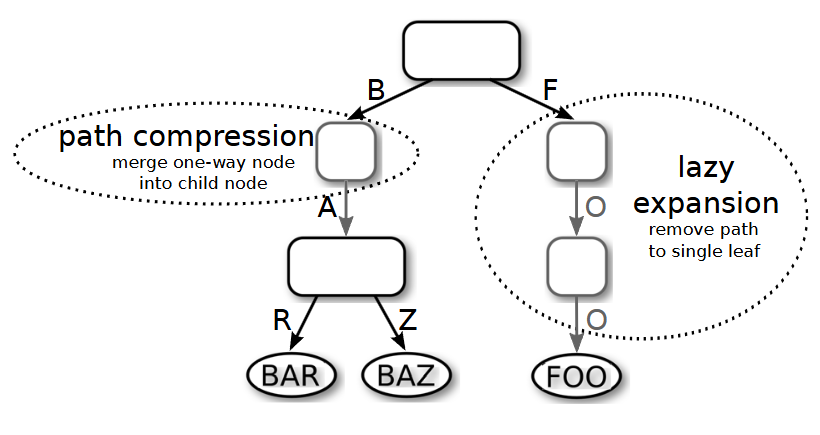 B
F
path compression
merge one-way node
into child node
lazy
expansion
remove path
to single leaf
A
O
R
Z
O
BAR
BAZ
FOO